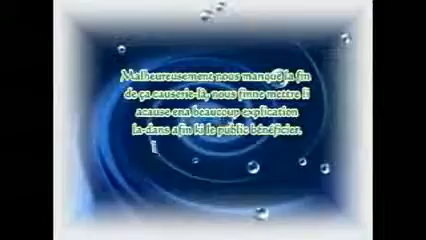 Malheureusement nous manque la fin
de ça causerie-là, nous finne mettre li
acause ena beaucoup explication
la-dans afin ki le public bénéficier.